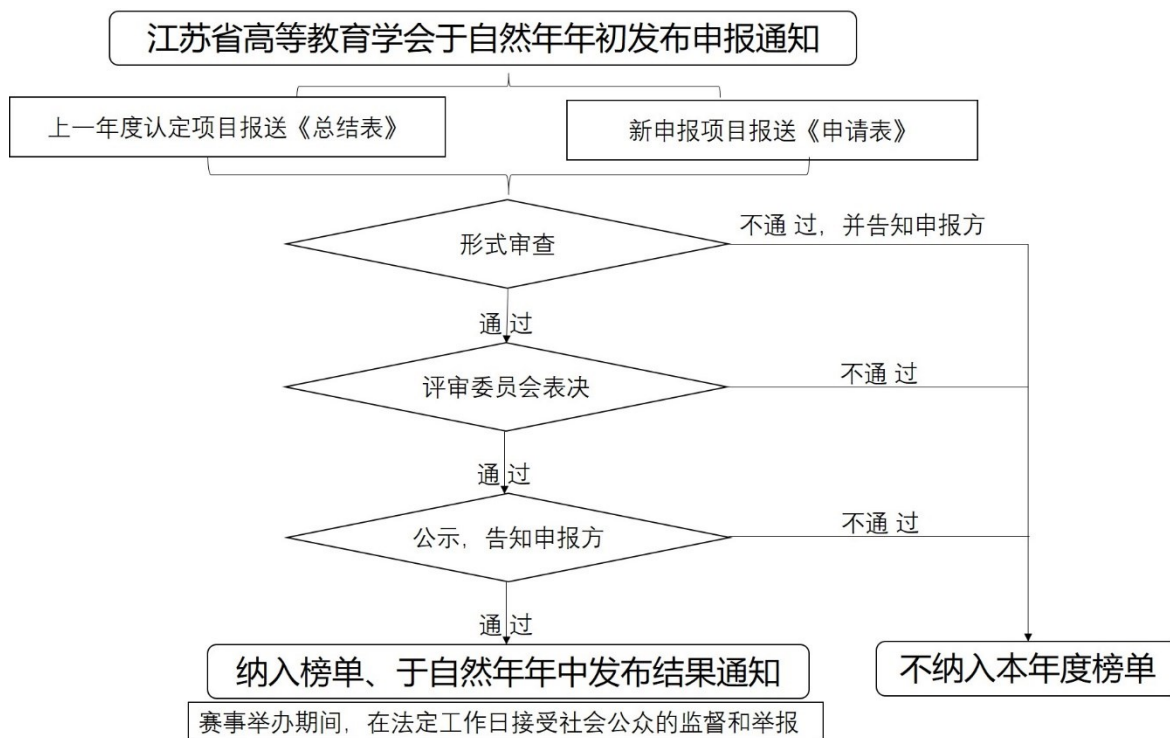 江苏省高等教育学会于自然年年初发布申报通知
上一年度认定项目报送《总结表》
新申报项目报送《申请表》
形式审查
不通 过，并告知申报方
通 过
评审委员会表决
不通 过
通 过
公示，告知申报方
不通 过
通 过
纳入榜单、于自然年年中发布结果通知
不纳入本年度榜单
赛事举办期间，在法定工作日接受社会公众的监督和举报